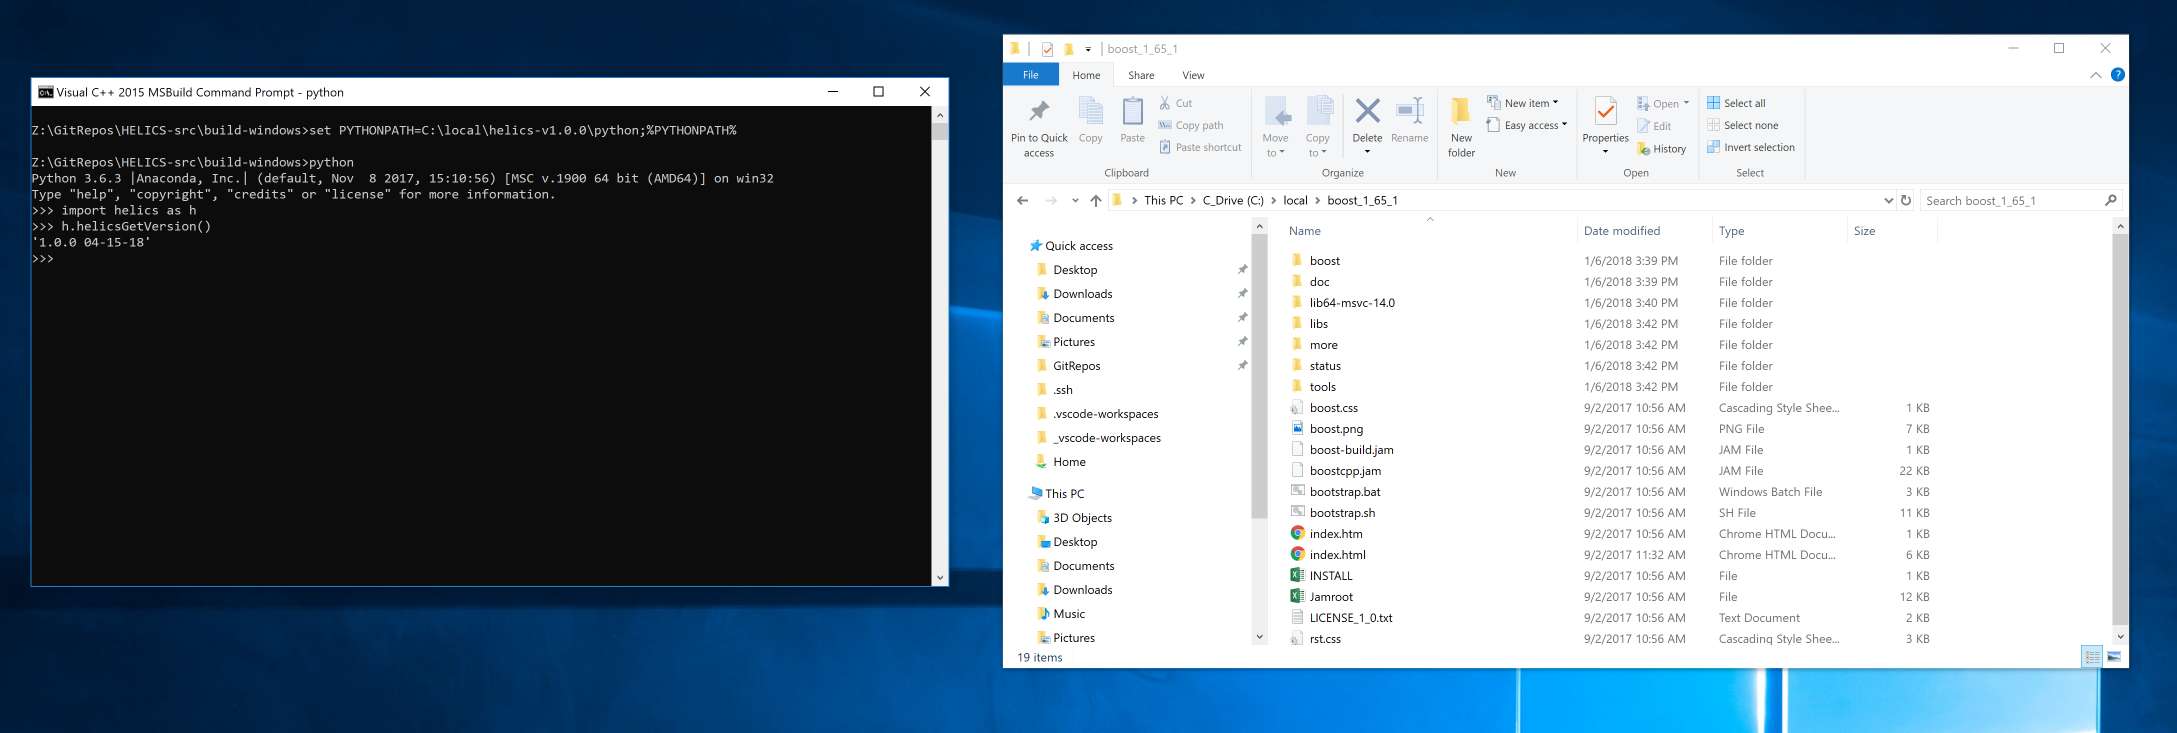 Visual C++ 2015 MSBuild Command Prompt - python
Z:\GitRepos\HELICS-src\build-windows>set PYTHONPATH=C:\local\helics-v1.0.0\python;%PYTHONPATH%
Z:\GitRepos\HELICS-src\build-windows>python
Python 3.6.3 |Anaconda, Inc.| (default, Nov  8 2017, 15:10:56) [MSC v.1900 64 bit (AMD64)] on win32
Type "help", "copyright", "credits" or "license" for more information.
>>> import helics as h
>>> h.helicsGetVersion()
'1.0.0 04-15-18'
>>>
boost_1_65_1
File Home Share View
Pin to Quick access
Copy
Paste
Cut
Copy path
Paste shortcut
Clipboard
Move to
Copy to
Delete
Rename
Organize
New folder
New item
Easy access
New
Properties
Open
Edit
History
Open
Select all
Select none
Invert selection
Select
This PC > C_Drive (C:) > local > boost_1_65_1
Search boost_1_65_1
Quick access
Desktop
Downloads
Documents
Pictures
GitRepos
.ssh
.vscode-workspaces
_vscode-workspaces
Home
This PC
3D Objects
Desktop
Documents
Downloads
Music
Pictures
Name Date modified Type Size
boost 1/6/2018 3:39 PM File folder
doc 1/6/2018 3:39 PM File folder
lib64-msvc-14.0 1/6/2018 3:40 PM File folder
libs 1/6/2018 3:42 PM File folder
more 1/6/2018 3:42 PM File folder
status 1/6/2018 3:42 PM File folder
tools 1/6/2018 3:42 PM File folder
boost.css 9/2/2017 10:56 AM Cascading Style Shee... 1 KB
boost.png 9/2/2017 10:56 AM PNG File 7 KB
boost-build.jam 9/2/2017 10:56 AM JAM File 1 KB
boostcpp.jam 9/2/2017 10:56 AM JAM File 22 KB
bootstrap.bat 9/2/2017 10:56 AM Windows Batch File 3 KB
bootstrap.sh 9/2/2017 10:56 AM SH File 11 KB
index.htm 9/2/2017 10:56 AM Chrome HTML Docu... 1 KB
index.html 9/2/2017 11:32 AM Chrome HTML Docu... 6 KB
INSTALL 9/2/2017 10:56 AM File 1 KB
Jamroot 9/2/2017 10:56 AM File 12 KB
LICENSE_1_0.txt 9/2/2017 10:56 AM Text Document 2 KB
rst.css 9/2/2017 10:56 AM Cascading Style Shee... 3 KB
19 items